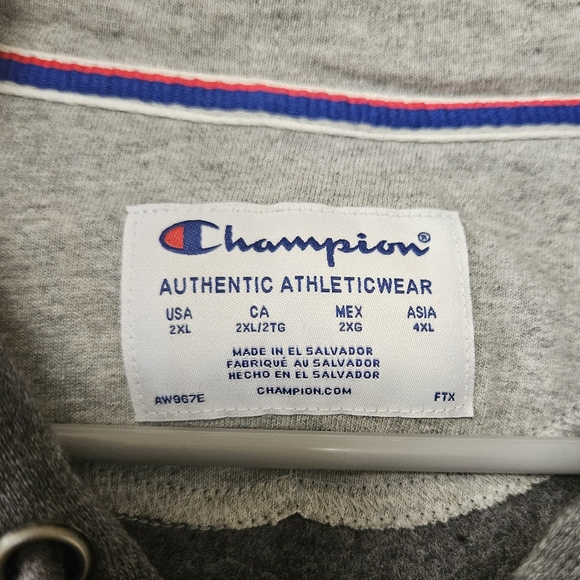 Champion®
AUTHENTIC ATHLETICWEAR
USA CA MEX ASIA
2XL 2XL/2TG 2XG 4XL
MADE IN EL SALVADOR
FABRIQUÉ AU SALVADOR
HECHO EN EL SALVADOR
CHAMPION.COM
AW967E FTX